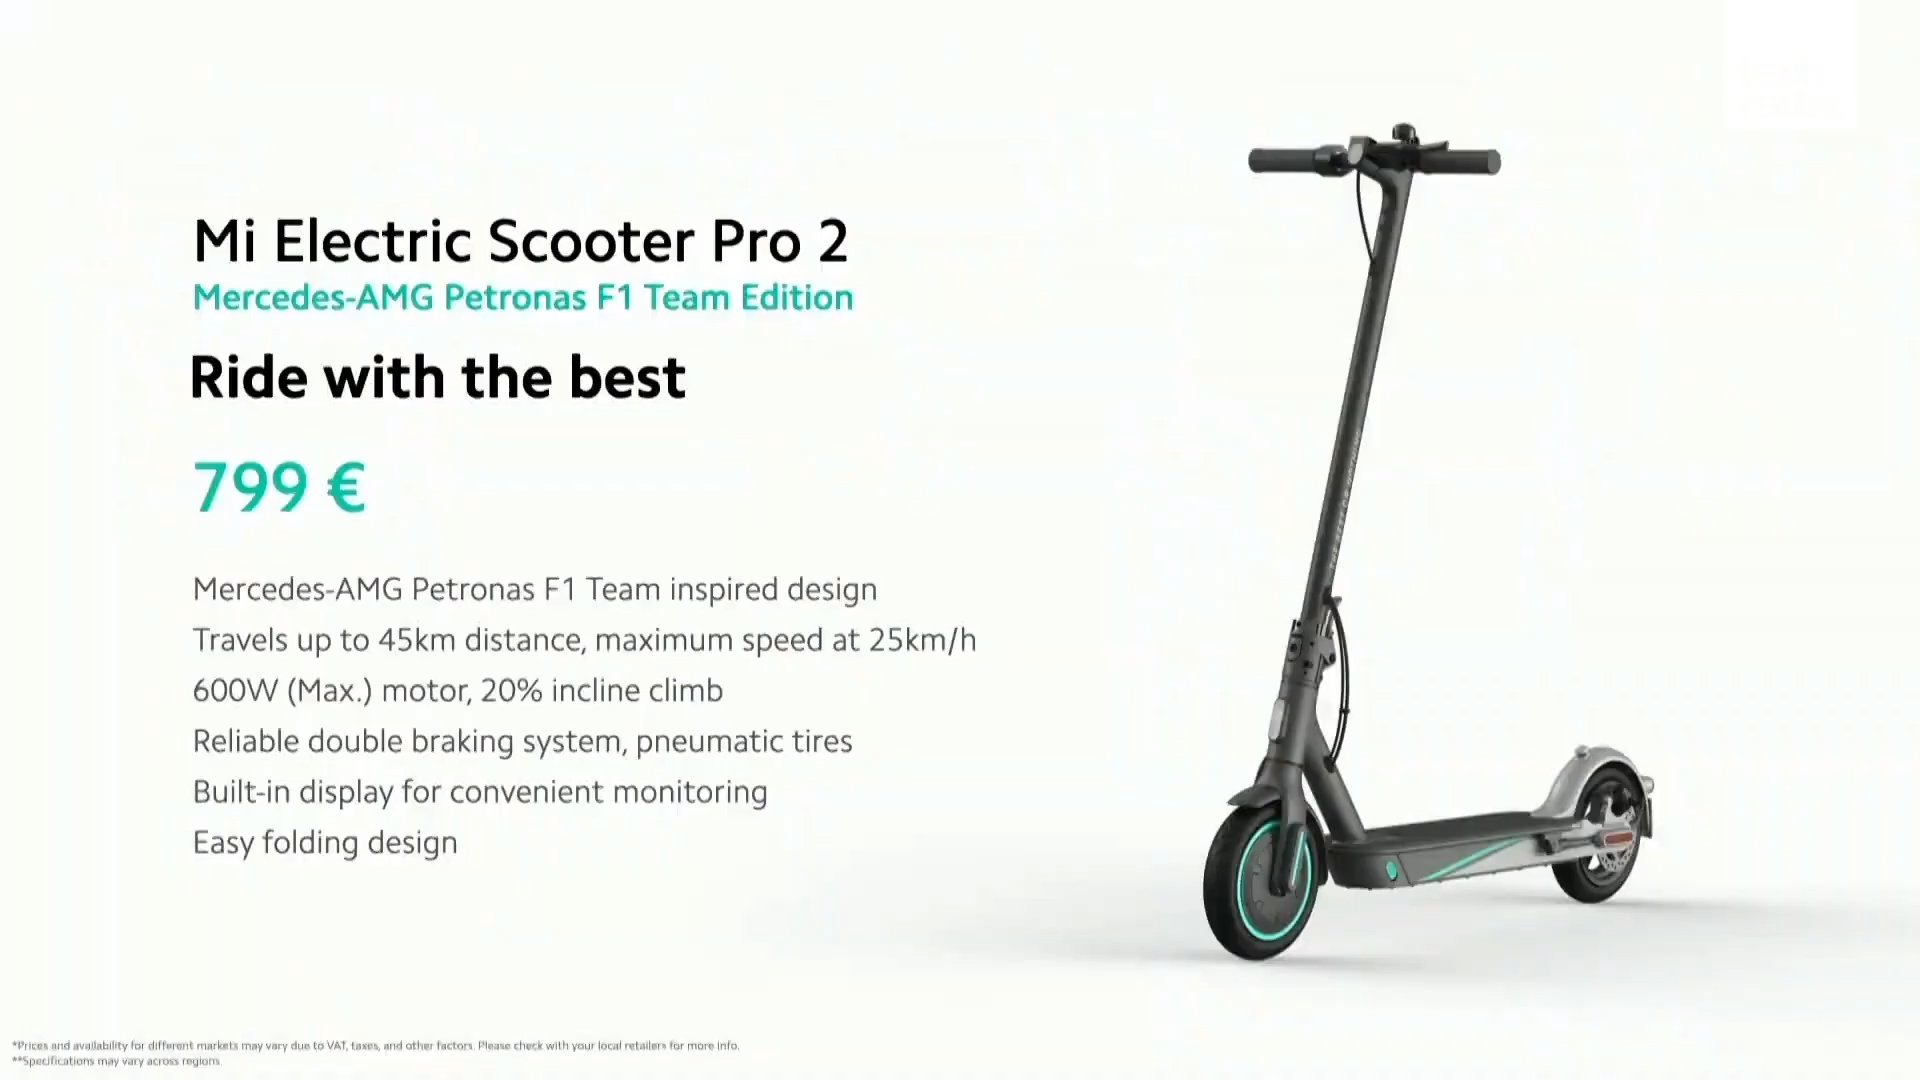 Mi Electric Scooter Pro 2
Mercedes-AMG Petronas F1 Team Edition
Ride with the best
799 €
Mercedes-AMG Petronas F1 Team inspired design
Travels up to 45km distance, maximum speed at 25km/h
600W (Max.) motor, 20% incline climb
Reliable double braking system, pneumatic tires
Built-in display for convenient monitoring
Easy folding design
*Prices and availability for different markets may vary due to VAT, taxes, and other factors. Please check with your local retailers for more info.
**Specifications may vary across regions.